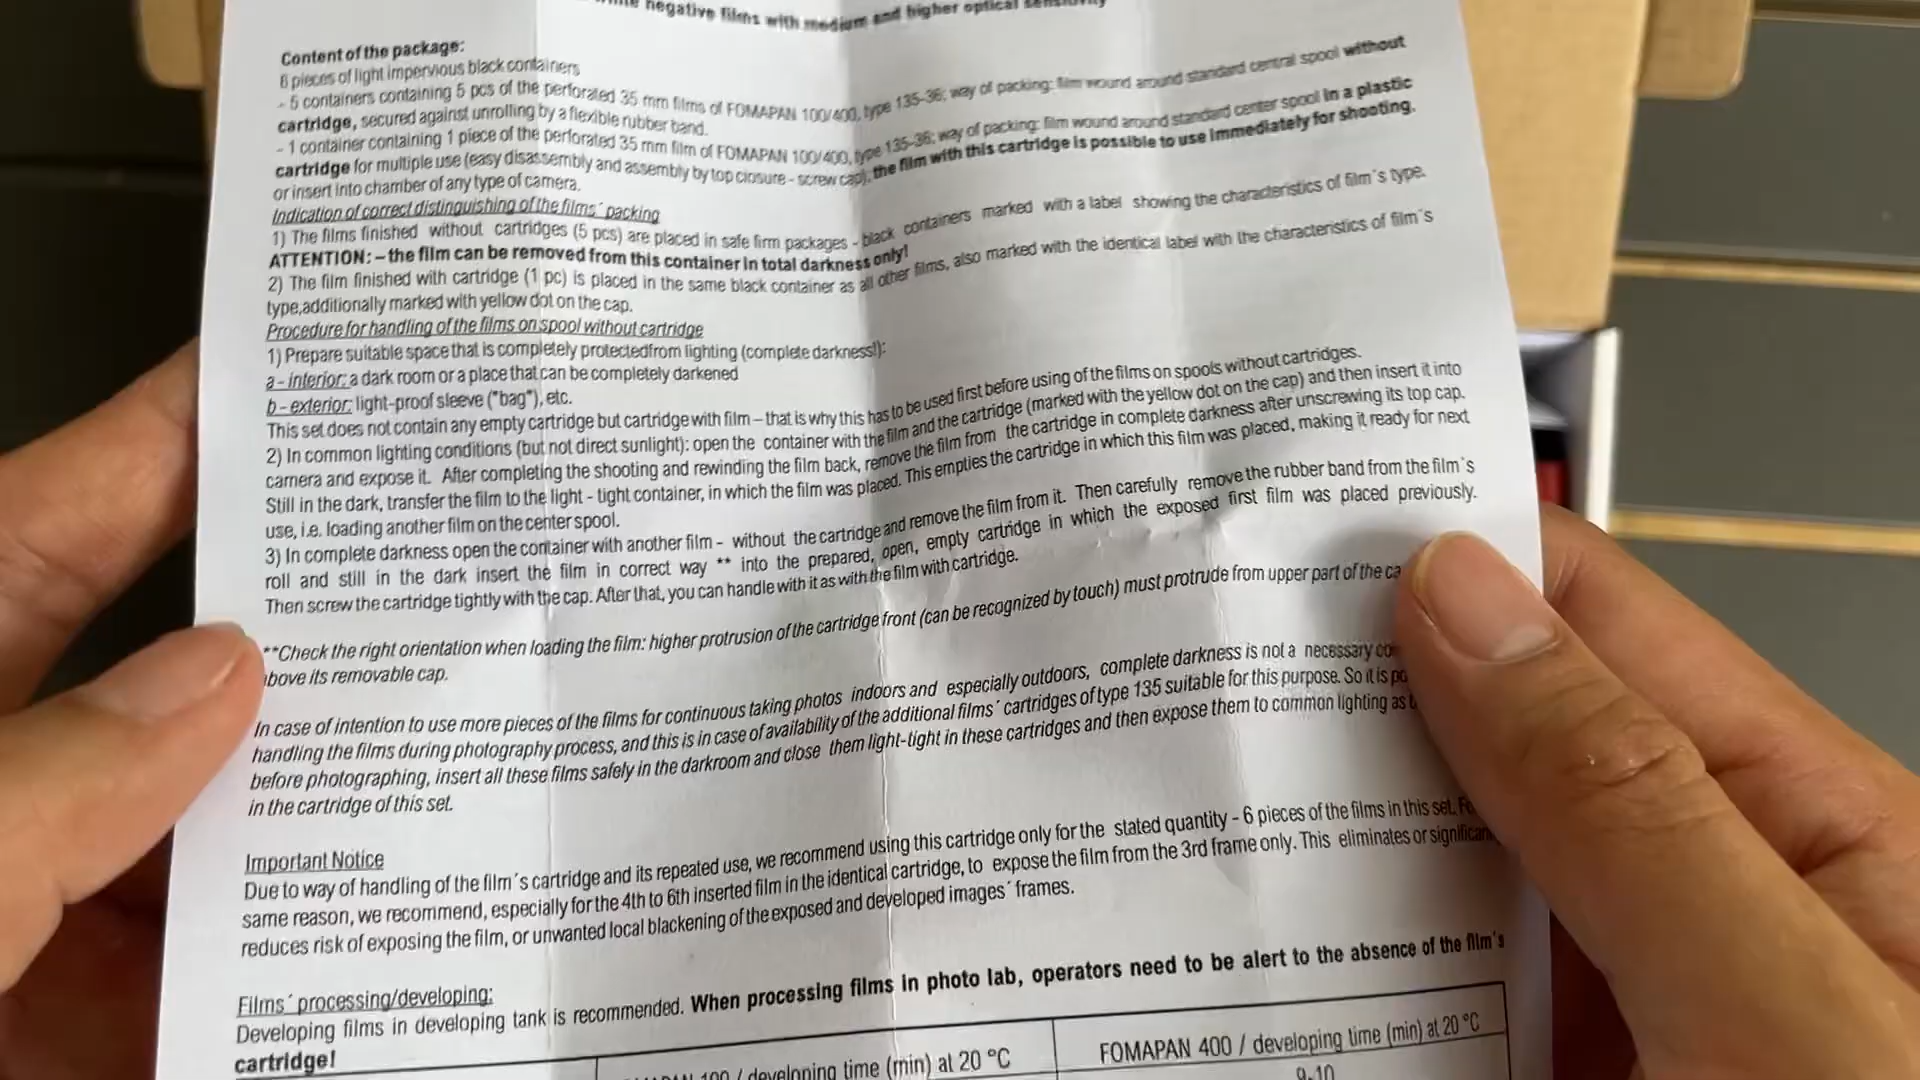 negative films with medium and higher optical sensitivity
Content of the package:
6 pieces of light impervious black containers
- 5 containers containing 5 pcs of the perforated 35 mm films of FOMAPAN 100/400, type 135-36; way of packing: film wound around standard central spool without
cartridge, secured against unrolling by a flexible rubber band.
- 1 container containing 1 piece of the perforated 35 mm film of FOMAPAN 100/400, type 135-36; way of packing: film wound around standard center spool in a plastic
cartridge for multiple use (easy disassembly and assembly by top closure - screw cap), the film with this cartridge is possible to use immediately for shooting,
or insert into chamber of any type of camera.
Indication of correct distinguishing of the films´ packing
1) The films finished without cartridges (5 pcs) are placed in safe firm packages - black containers marked with a label showing the characteristics of film´s type.
ATTENTION: – the film can be removed from this container in total darkness only!
2) The film finished with cartridge (1 pc) is placed in the same black container as all other films, also marked with the identical label with the characteristics of film´s
type,additionally marked with yellow dot on the cap.
Procedure for handling of the films on spool without cartridge
1) Prepare suitable space that is completely protectedfrom lighting (complete darkness!):
a – interior: a dark room or a place that can be completely darkened
b – exterior: light-proof sleeve ("bag"), etc.
This set does not contain any empty cartridge but cartridge with film – that is why this has to be used first before using of the films on spools without cartridges.
2) In common lighting conditions (but not direct sunlight): open the container with the film and the cartridge (marked with the yellow dot on the cap) and then insert it into
camera and expose it. After completing the shooting and rewinding the film back, remove the film from the cartridge in complete darkness after unscrewing its top cap.
Still in the dark, transfer the film to the light - tight container, in which the film was placed. This empties the cartridge in which this film was placed, making it ready for next
use, i.e. loading another film on the center spool.
3) In complete darkness open the container with another film - without the cartridge and remove the film from it. Then carefully remove the rubber band from the film´s
roll and still in the dark insert the film in correct way ** into the prepared, open, empty cartridge in which the exposed first film was placed previously.
Then screw the cartridge tightly with the cap. After that, you can handle with it as with the film with cartridge.
**Check the right orientation when loading the film: higher protrusion of the cartridge front (can be recognized by touch) must protrude from upper part of the ca
above its removable cap.
In case of intention to use more pieces of the films for continuous taking photos indoors and especially outdoors, complete darkness is not a necessary co
handling the films during photography process, and this is in case of availability of the additional films´ cartridges of type 135 suitable for this purpose. So it is po
before photographing, insert all these films safely in the darkroom and close them light-tight in these cartridges and then expose them to common lighting as
in the cartridge of this set.
Important Notice
Due to way of handling of the film´s cartridge and its repeated use, we recommend using this cartridge only for the stated quantity - 6 pieces of the films in this set. Fo
same reason, we recommend, especially for the 4th to 6th inserted film in the identical cartridge, to expose the film from the 3rd frame only. This eliminates or significan
reduces risk of exposing the film, or unwanted local blackening of the exposed and developed images´ frames.
Films´ processing/developing:
Developing films in developing tank is recommended. When processing films in photo lab, operators need to be alert to the absence of the film´s
cartridge!
100 / developing time (min) at 20 °C
FOMAPAN 400 / developing time (min) at 20 °C
9-10